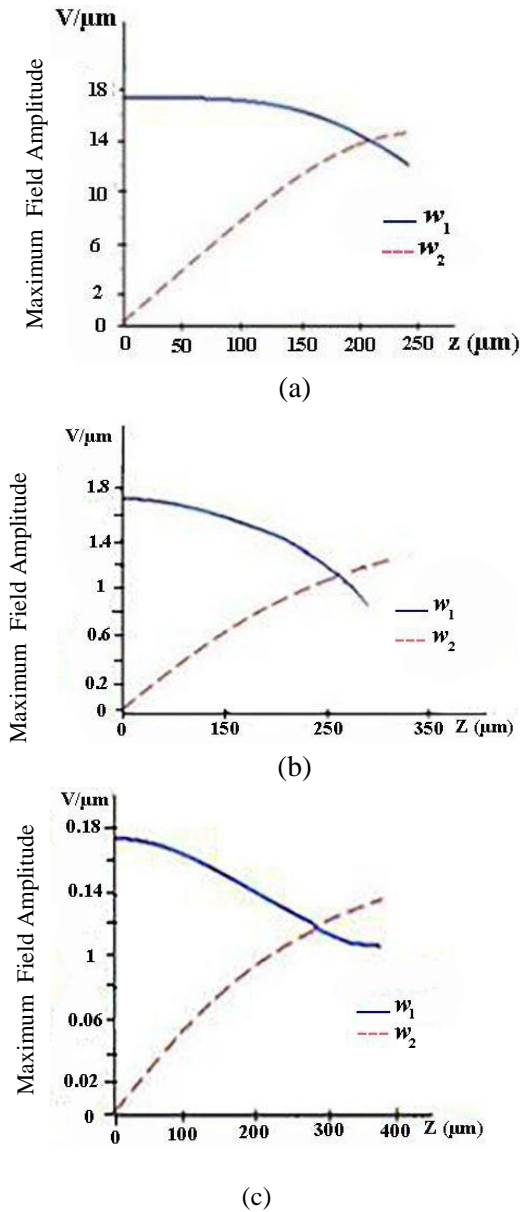 V/μm
Maximum Field Amplitude
18
14
10
6
2
0
w1
w2
0 50 100 150 200 250 z (μm)
(a)
V/μm
Maximum Field Amplitude
1.8
1.4
1
0.6
0.2
0
w1
w2
0 150 250 350 Z (μm)
(b)
V/μm
Maximum Field Amplitude
0.18
0.14
1
0.06
0.02
0
w1
w2
0 100 200 300 400 Z (μm)
(c)